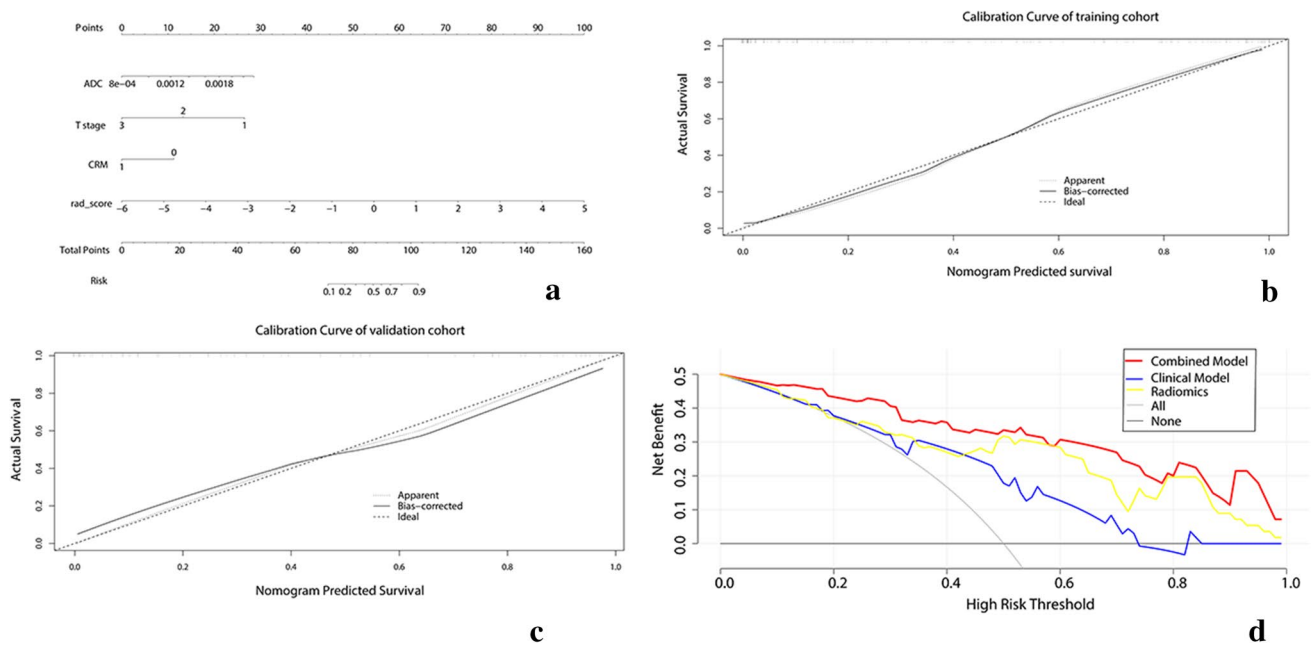 Points 0 10 20 30 40 50 60 70 80 90 100
ADC 8e−04 0.0012 0.0018
2
T stage 3 1
0
CRM 1
rad_score −6 −5 −4 −3 −2 −1 0 1 2 3 4 5
Total Points 0 20 40 60 80 100 120 140 160
Risk
0.1 0.2 0.5 0.7 0.9
a
Calibration Curve of training cohort
Actual Survival
1.0
0.8
0.6
0.4
0.2
0.0
Apparent
Bias−corrected
Ideal
0.0 0.2 0.4 0.6 0.8 1.0
Nomogram Predicted survival
b
Calibration Curve of validation cohort
Actual Survival
1.0
0.8
0.6
0.4
0.2
0.0
Apparent
Bias−corrected
Ideal
0.0 0.2 0.4 0.6 0.8 1.0
Nomogram Predicted Survival
c
Net Benefit
0.5
0.4
0.3
0.2
0.1
0.0
Combined Model
Clinical Model
Radiomics
All
None
0.0 0.2 0.4 0.6 0.8 1.0
High Risk Threshold
d